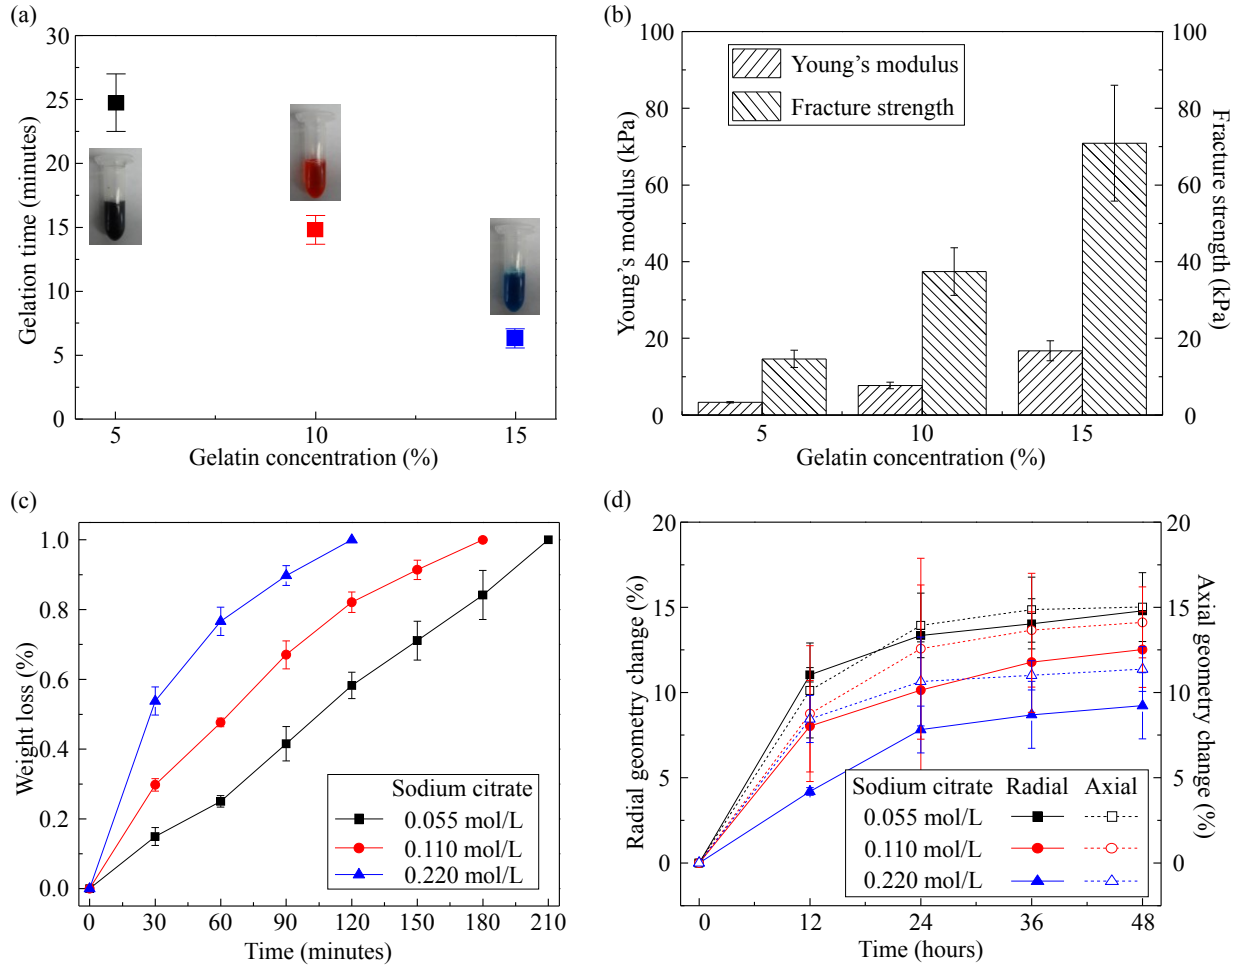 (a)
30
25
20
15
10
5
0
Gelation time (minutes)
5 10 15
Gelatin concentration (%)
(b)
100
80
60
40
20
0
Young's modulus (kPa)
Young's modulus
Fracture strength
100
80
60
40
20
0
Fracture strength (kPa)
5 10 15
Gelatin concentration (%)
(c)
1.0
0.8
0.6
0.4
0.2
0.0
Weight loss (%)
Sodium citrate
0.055 mol/L
0.110 mol/L
0.220 mol/L
0 30 60 90 120 150 180 210
Time (minutes)
(d)
20
15
10
5
0
Radial geometry change (%)
Sodium citrate Radial Axial
0.055 mol/L
0.110 mol/L
0.220 mol/L
20
15
10
5
0
Axial geometry change (%)
0 12 24 36 48
Time (hours)